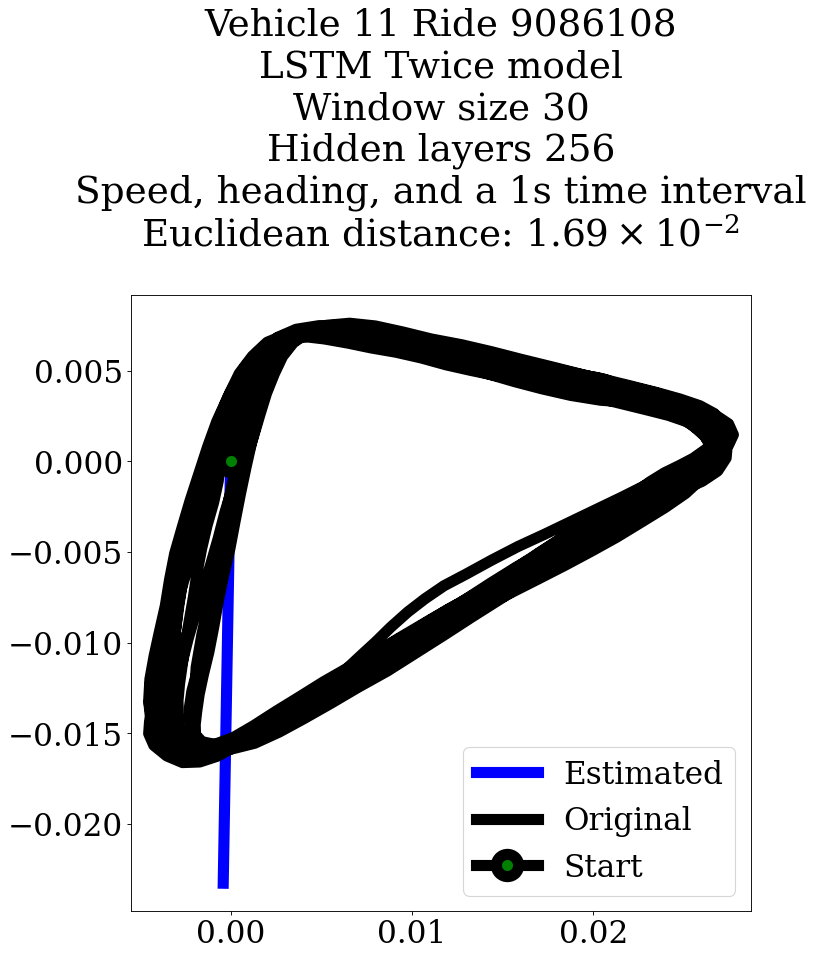 Vehicle 11 Ride 9086108
LSTM Twice model
Window size 30
Hidden layers 256
Speed, heading, and a 1s time interval
Euclidean distance: 1.69 × 10⁻²
0.005
0.000
−0.005
−0.010
−0.015
−0.020
Estimated
Original
Start
0.00 0.01 0.02